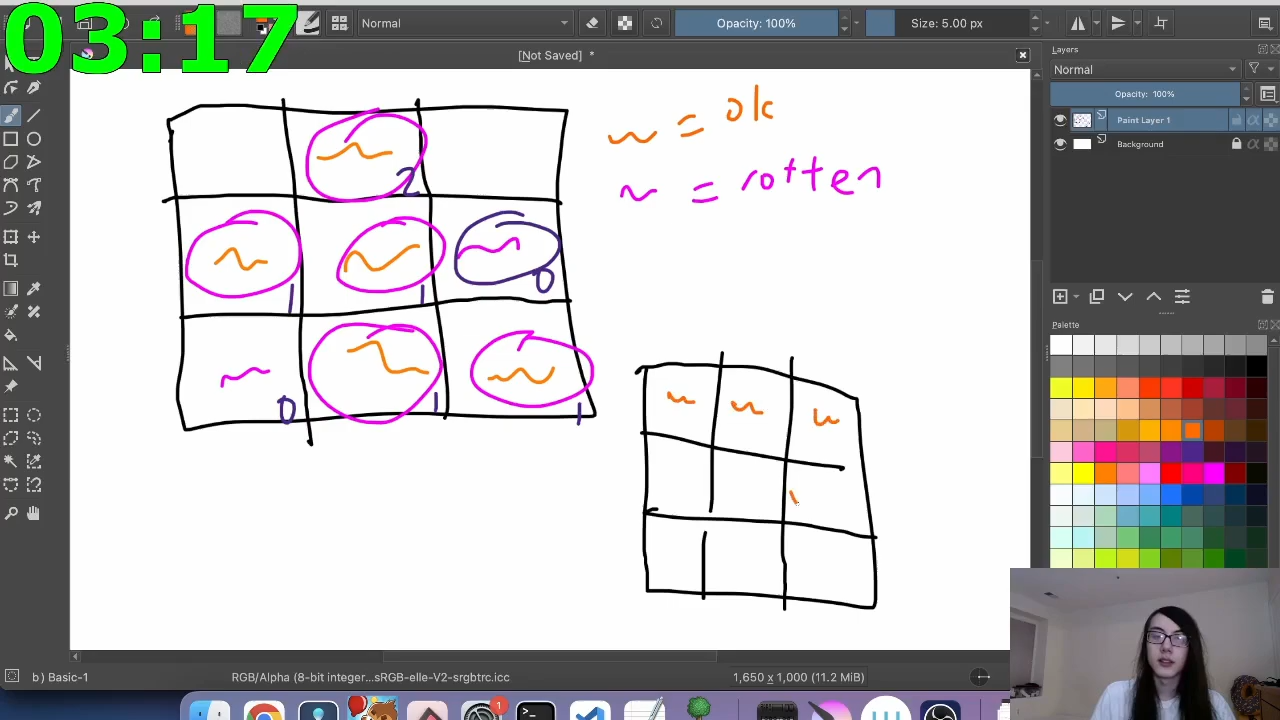 03:17
Normal
Opacity: 100%
Size: 5.00 px
[Not Saved] *
Layers
Normal
Opacity: 100%
Paint Layer 1
Background
~ = ok
~ = rotten
2
1
1
0
0
1
1
Palette
b) Basic-1
RGB/Alpha (8-bit integer...sRGB-elle-V2-srgbtrc.icc
1,650 x 1,000 (11.2 MiB)
1